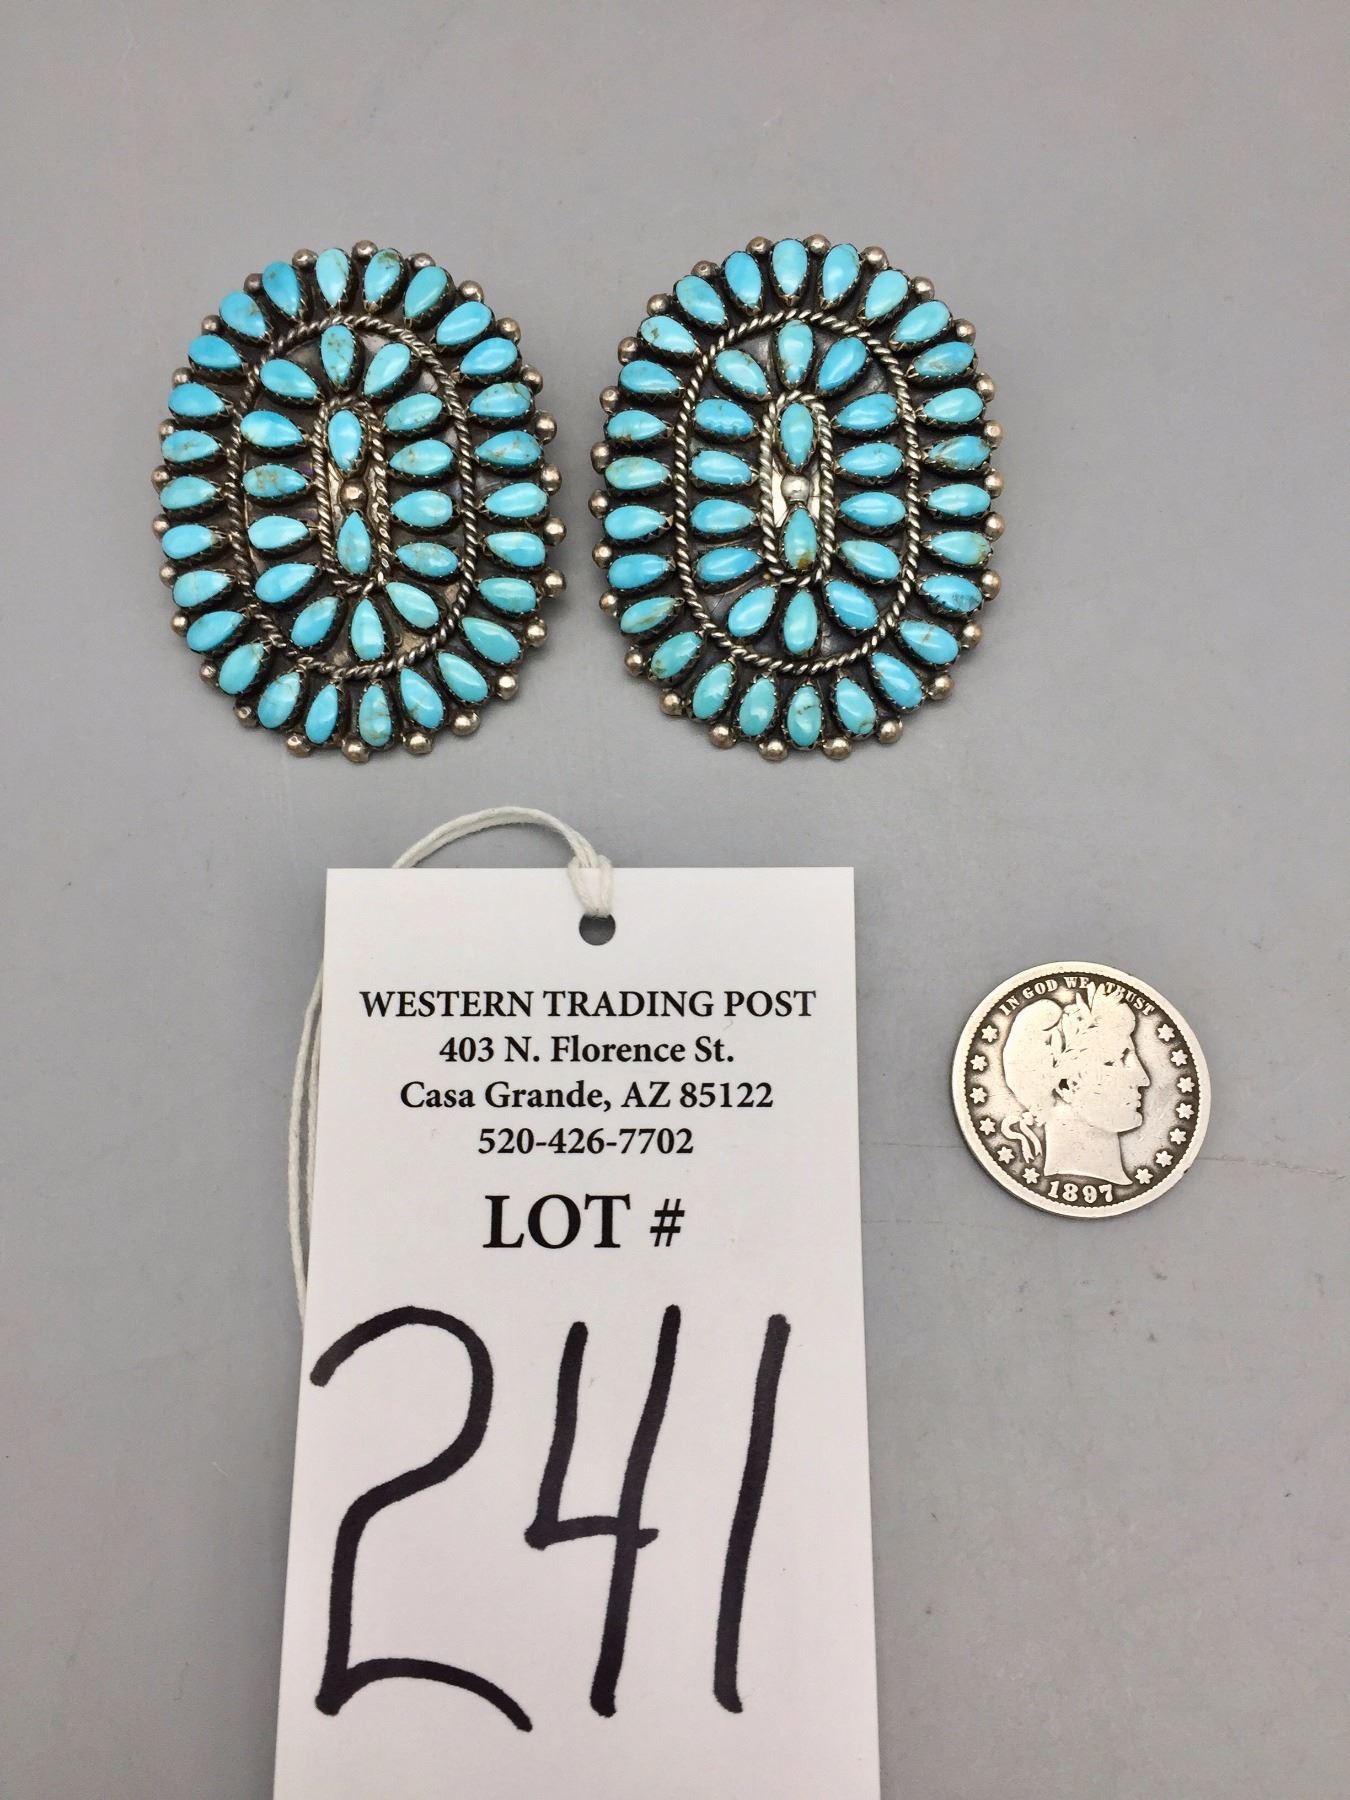 WESTERN TRADING POST
403 N. Florence St.
Casa Grande, AZ 85122
520-426-7702
LOT #
241
IN GOD WE TRUST
1897